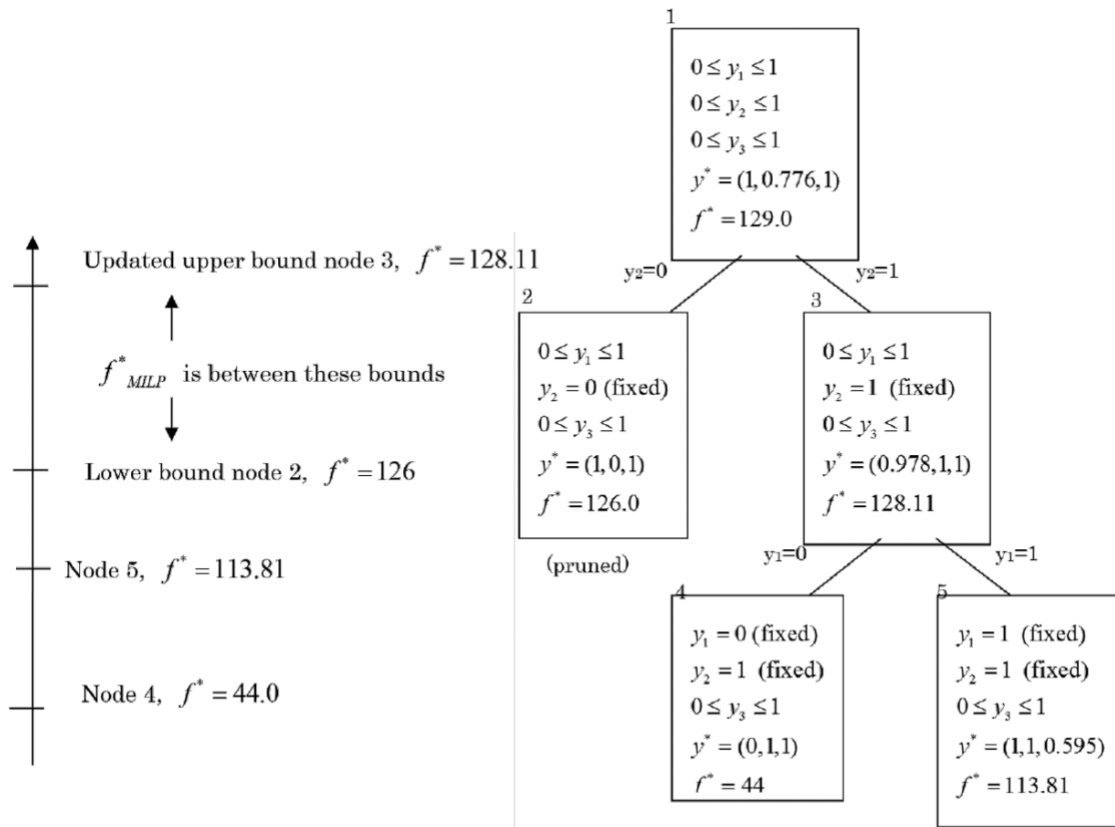 1
0 ≤ y₁ ≤ 1
0 ≤ y₂ ≤ 1
0 ≤ y₃ ≤ 1
y* = (1, 0.776, 1)
f* = 129.0
Updated upper bound node 3, f* = 128.11
f*MILP is between these bounds
Lower bound node 2, f* = 126
Node 5, f* = 113.81
Node 4, f* = 44.0
y₂=0
y₂=1
2
0 ≤ y₁ ≤ 1
y₂ = 0 (fixed)
0 ≤ y₃ ≤ 1
y* = (1, 0, 1)
f* = 126.0
(pruned)
3
0 ≤ y₁ ≤ 1
y₂ = 1 (fixed)
0 ≤ y₃ ≤ 1
y* = (0.978, 1, 1)
f* = 128.11
y₁=0
y₁=1
4
y₁ = 0 (fixed)
y₂ = 1 (fixed)
0 ≤ y₃ ≤ 1
y* = (0, 1, 1)
f* = 44
5
y₁ = 1 (fixed)
y₂ = 1 (fixed)
0 ≤ y₃ ≤ 1
y* = (1, 1, 0.595)
f* = 113.81